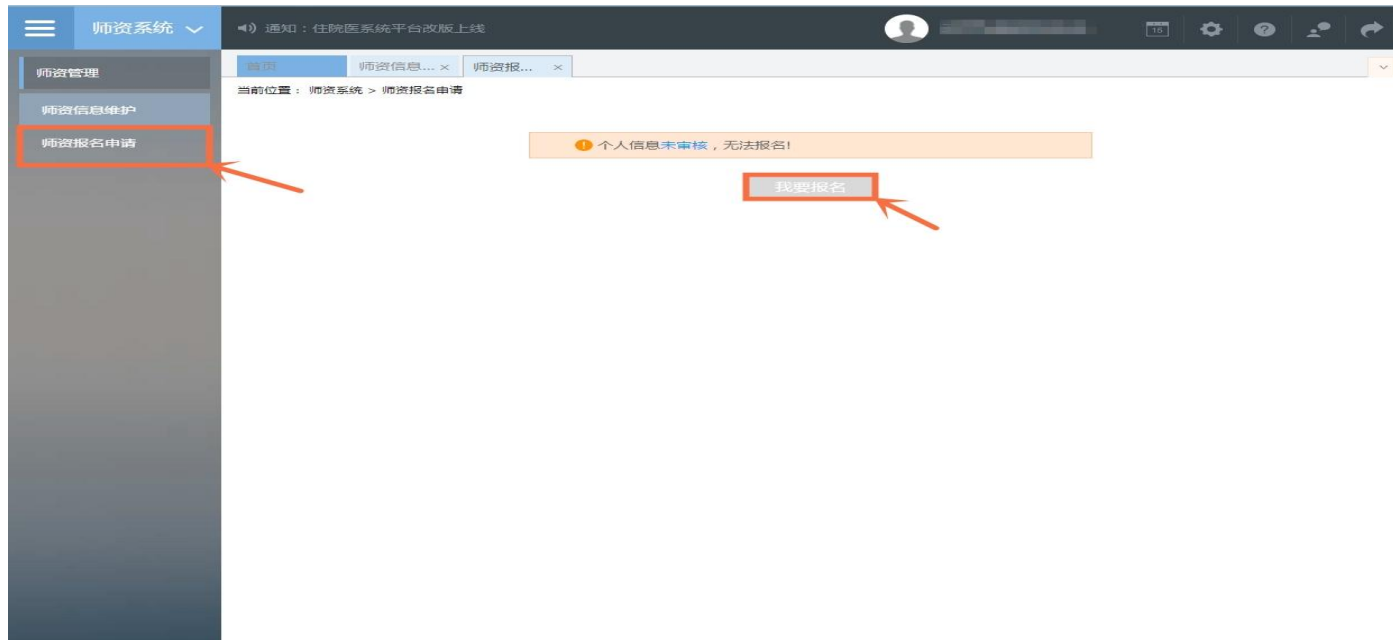 师资系统
通知：住院医系统平台改版上线
16
师资管理
师资信息维护
师资报名申请
首页
师资信息...×
师资报... ×
当前位置： 师资系统 > 师资报名申请
个人信息未审核，无法报名!
我要报名